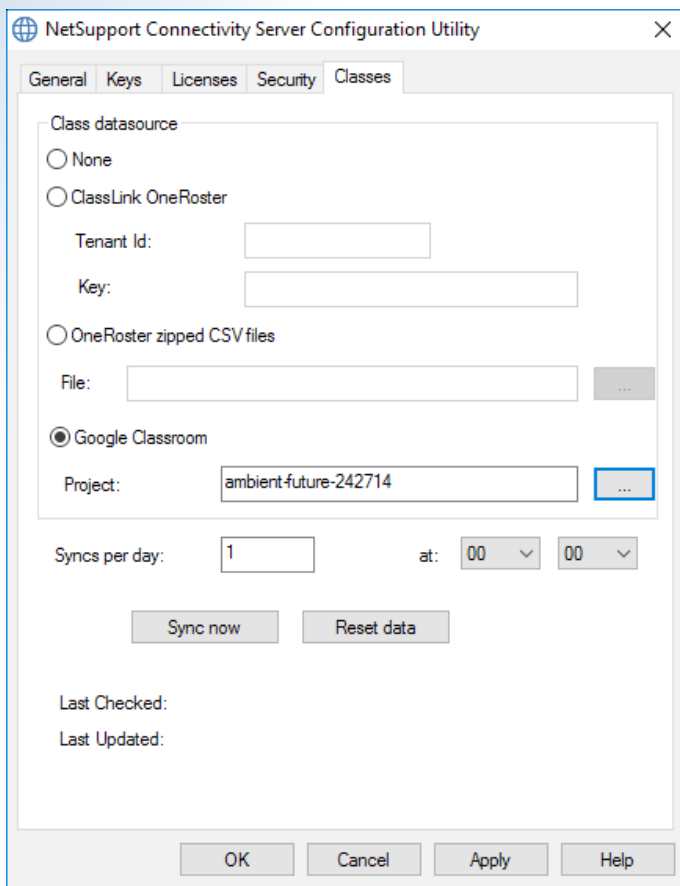 NetSupport Connectivity Server Configuration Utility
General Keys Licenses Security Classes
Class datasource
None
ClassLink OneRoster
Tenant Id:
Key:
OneRoster zipped CSV files
File: ...
Google Classroom
Project: ambient-future-242714 ...
Syncs per day: 1 at: 00 00
Sync now Reset data
Last Checked:
Last Updated:
OK Cancel Apply Help